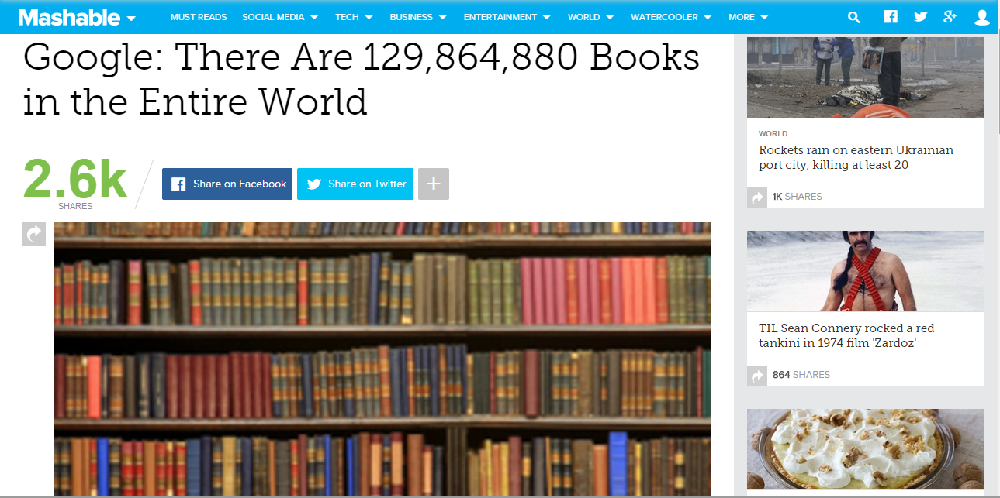 Mashable
MUST READS SOCIAL MEDIA TECH BUSINESS ENTERTAINMENT WORLD WATERCOOLER MORE
Google: There Are 129,864,880 Books
in the Entire World
2.6k
SHARES
Share on Facebook
Share on Twitter
WORLD
Rockets rain on eastern Ukrainian
port city, killing at least 20
1K SHARES
TIL Sean Connery rocked a red
tankini in 1974 film 'Zardoz'
864 SHARES